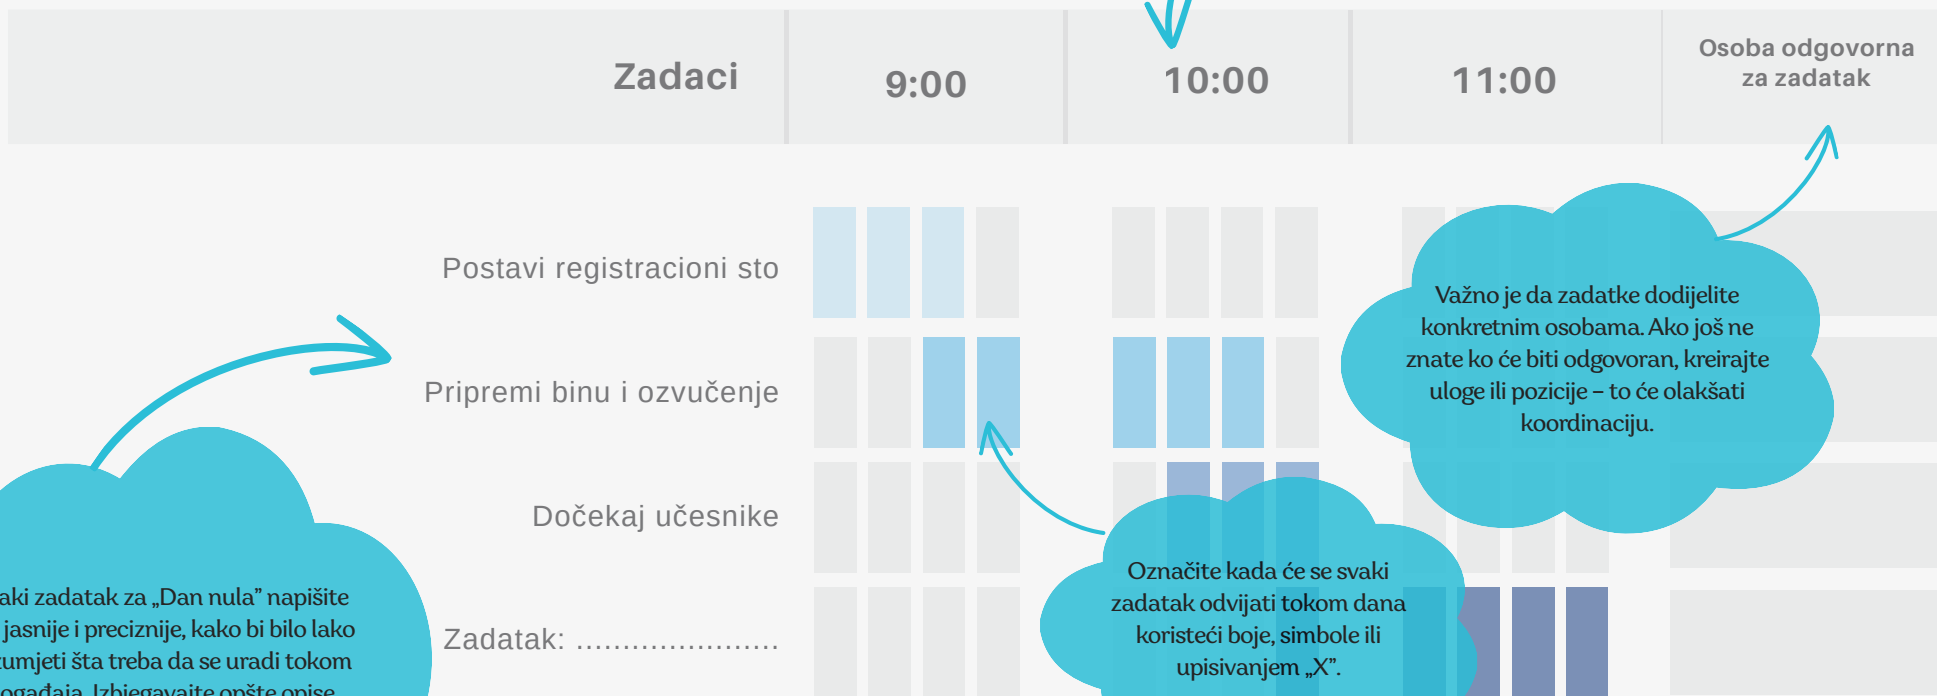 Zadaci
9:00
10:00
11:00
Osoba odgovorna
za zadatak
Postavi registracioni sto
Pripremi binu i ozvučenje
Dočekaj učesnike
Zadatak: ......................
Važno je da zadatke dodijelite
konkretnim osobama. Ako još ne
znate ko će biti odgovoran, kreirajte
uloge ili pozicije – to će olakšati
koordinaciju.
Označite kada će se svaki
zadatak odvijati tokom dana
koristeći boje, simbole ili
upisivanjem „X”.
zadatak za „Dan nula” napišite
jasnije i preciznije, kako bi bilo lako
šta treba da se uradi tokom
Izbjegavajte opšte opise